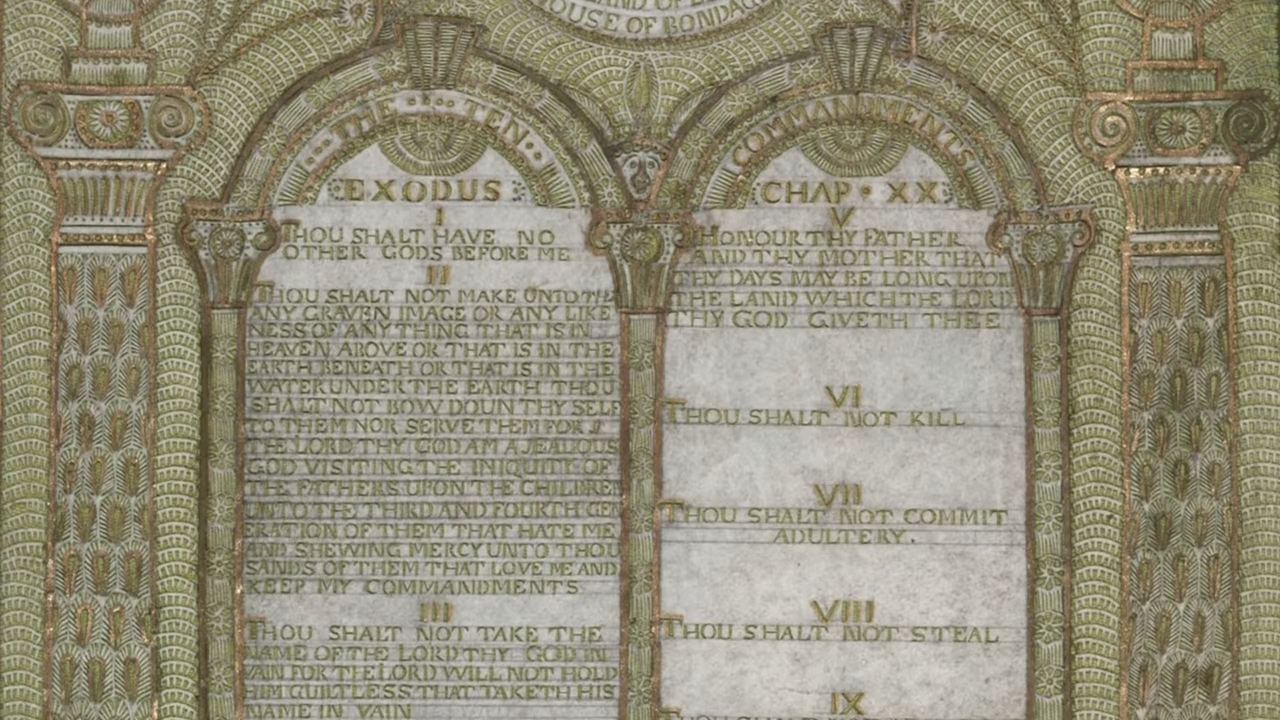 HOUSE OF BONDAG
THE TEN
COMMANDMENTS
EXODUS
I
THOU SHALT HAVE NO
OTHER GODS BEFORE ME
II
THOU SHALT NOT MAKE UNTO
ANY GRAVEN IMAGE OR ANY LIKE
NESS OF ANY THING THAT IS IN
HEAVEN ABOVE OR THAT IS IN THE
EARTH BENEATH OR THAT IS IN THE
WATER UNDER THE EARTH THOU
SHALT NOT BOW DOUN THY SELF
TO THEM NOR SERVE THEM FOR I
THE LORD THY GOD AM A JEALOUS
GOD VISITING THE INIQUITY OF
THE FATHERS UPON THE CHILDREN
UNTO THE THIRD AND FOURTH GEN
ERATION OF THEM THAT HATE ME
AND SHEWING MERCY UNTO THOU
SANDS OF THEM THAT LOVE ME AND
KEEP MY COMMANDMENTS
III
THOU SHALT NOT TAKE THE
NAME OF THE LORD THY GOD IN
VAIN FOR THE LORD WILL NOT HOLD
HIM GUILTLESS THAT TAKETH HIS
NAME IN VAIN
CHAP • XX
V
HONOUR THY FATHER
AND THY MOTHER THAT
THY DAYS MAY BE LONG UPON
THE LAND WHICH THE LORD
THY GOD GIVETH THEE
VI
THOU SHALT NOT KILL
VII
THOU SHALT NOT COMMIT
ADULTERY.
VIII
THOU SHALT NOT STEAL
IX